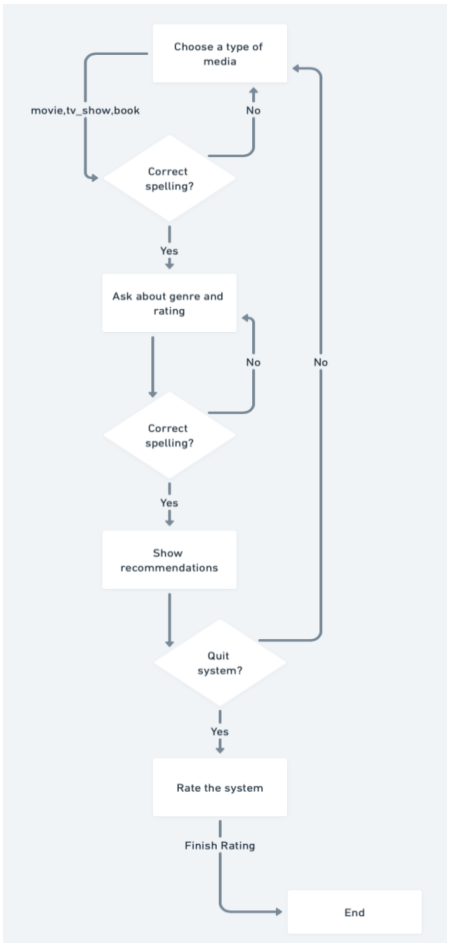 Choose a type of
media
movie,tv_show,book
No
Correct
spelling?
Yes
Ask about genre and
rating
No
No
Correct
spelling?
Yes
Show
recommendations
Quit
system?
Yes
Rate the system
Finish Rating
End